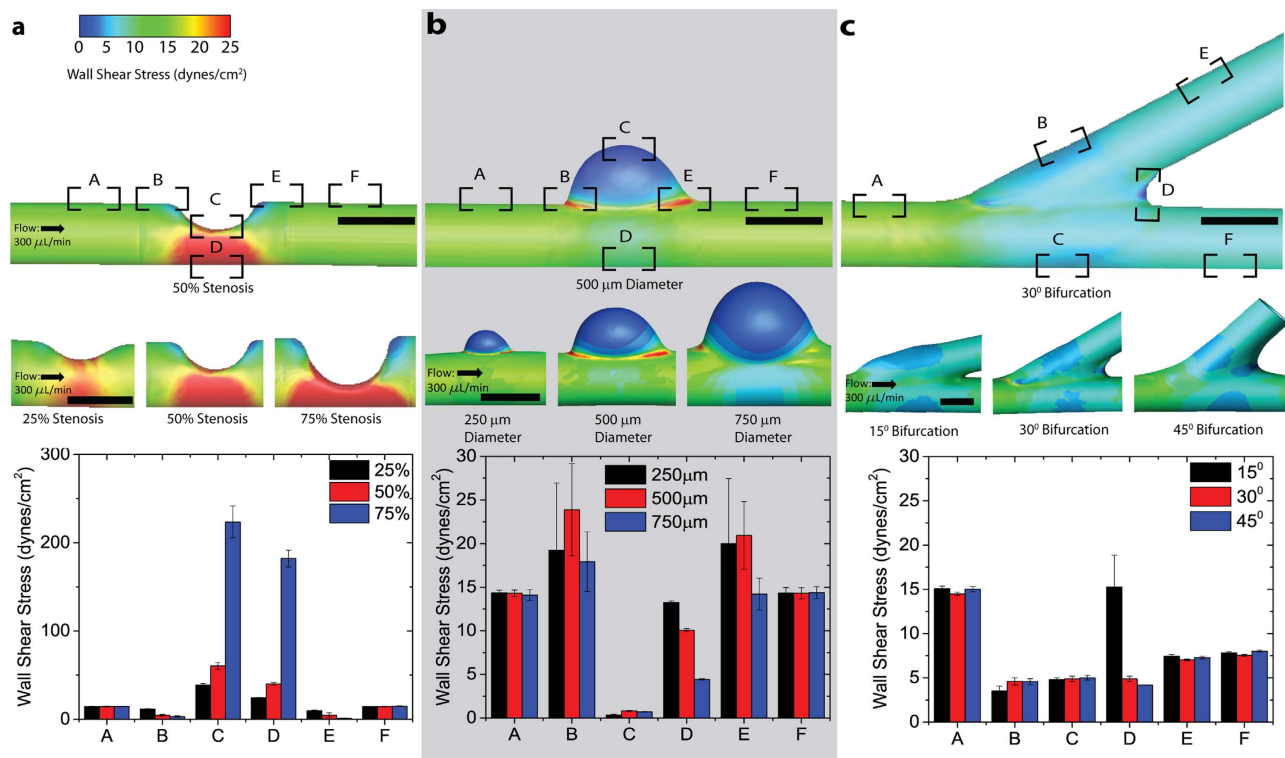 a
0 5 10 15 20 25
Wall Shear Stress (dynes/cm²)
A
B
C
D
E
F
Flow:
300 µL/min
50% Stenosis
Flow:
300 µL/min
25% Stenosis
50% Stenosis
75% Stenosis
300
200
100
50
0
Wall Shear Stress (dynes/cm²)
25%
50%
75%
A B C D E F
b
A
B
C
D
E
F
500 µm Diameter
Flow:
300 µL/min
250 µm
Diameter
500 µm
Diameter
750 µm
Diameter
30
25
20
15
10
5
0
Wall Shear Stress (dynes/cm²)
250µm
500µm
750µm
A B C D E F
c
A
B
C
D
E
F
Flow:
300 µL/min
30⁰ Bifurcation
Flow:
300 µL/min
15⁰ Bifurcation
30⁰ Bifurcation
45⁰ Bifurcation
30
25
20
15
10
5
0
Wall Shear Stress (dynes/cm²)
15⁰
30⁰
45⁰
A B C D E F